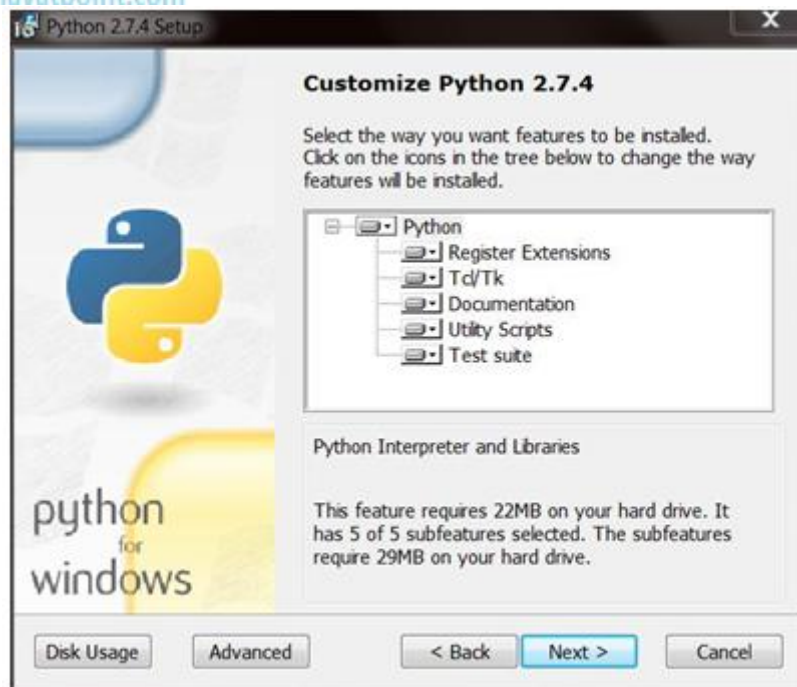 Python 2.7.4 Setup
Customize Python 2.7.4
Select the way you want features to be installed.
Click on the icons in the tree below to change the way
features will be installed.
Python
Register Extensions
Tcl/Tk
Documentation
Utility Scripts
Test suite
Python Interpreter and Libraries
This feature requires 22MB on your hard drive. It
has 5 of 5 subfeatures selected. The subfeatures
require 29MB on your hard drive.
python
for
windows
Disk Usage
Advanced
< Back
Next >
Cancel